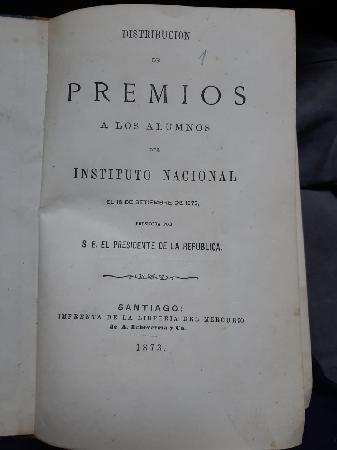 DISTRIBUCION
DE
PREMIOS
A LOS ALUMNOS
DEL
INSTITUTO NACIONAL
EL 18 DE SETIEMBRE DE 1873,
PRESIDIDA POR
S. E. EL PRESIDENTE DE LA REPUBLICA.
SANTIAGO:
IMPRENTA DE LA LIBRERIA DEL MERCURIO
de A. Echeverria y Ca.
1873.
1